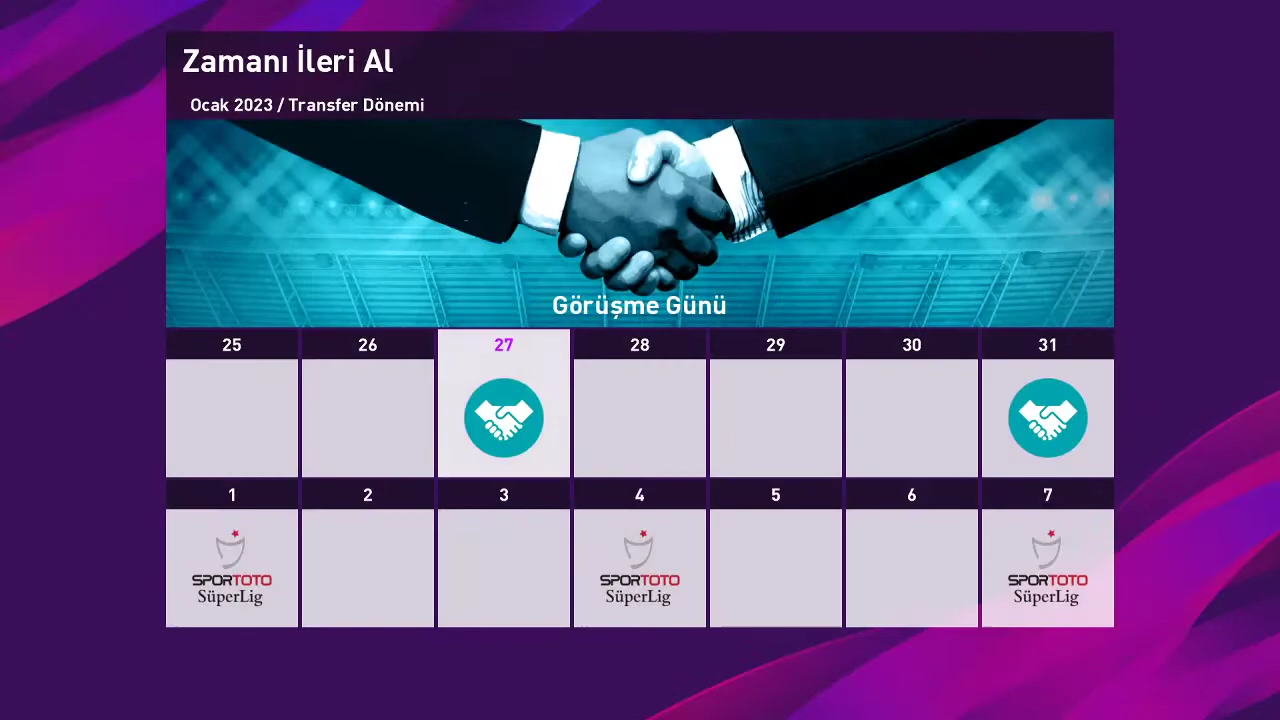 Zamanı İleri Al
Ocak 2023 / Transfer Dönemi
Görüşme Günü
25 26 27 28 29 30 31
1 2 3 4 5 6 7
SPORTOTO SPORTOTO SPORTOTO
SüperLig SüperLig SüperLig